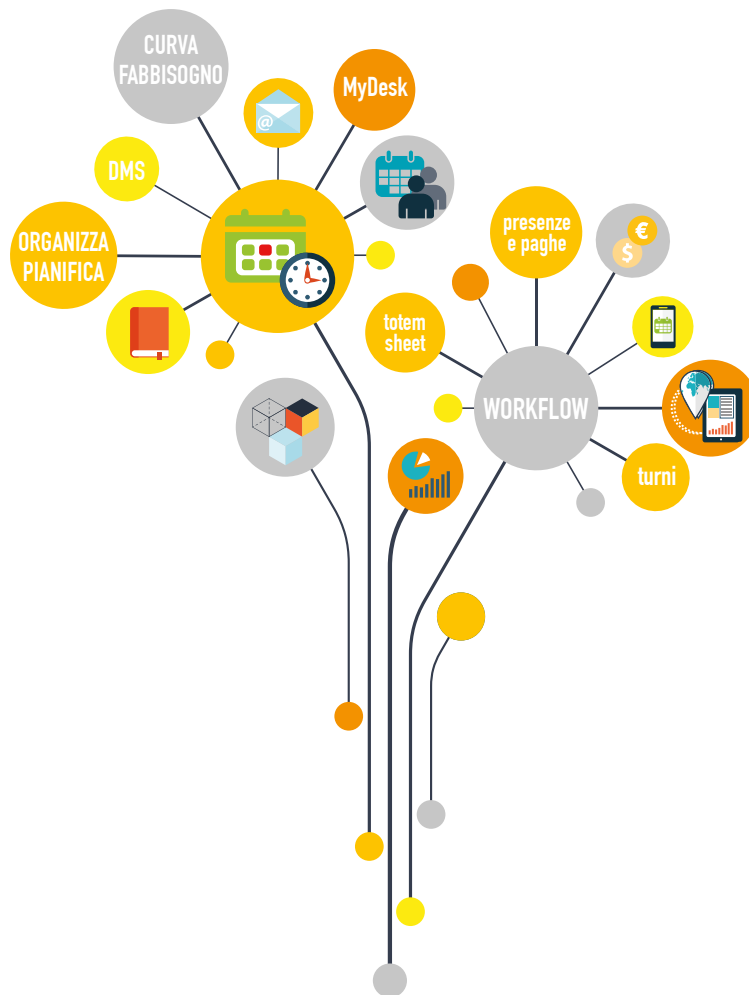 CURVA
FABBISOGNO
MyDesk
@
DMS
ORGANIZZA
PIANIFICA
presenze
e paghe
€
$
totem
sheet
WORKFLOW
turni